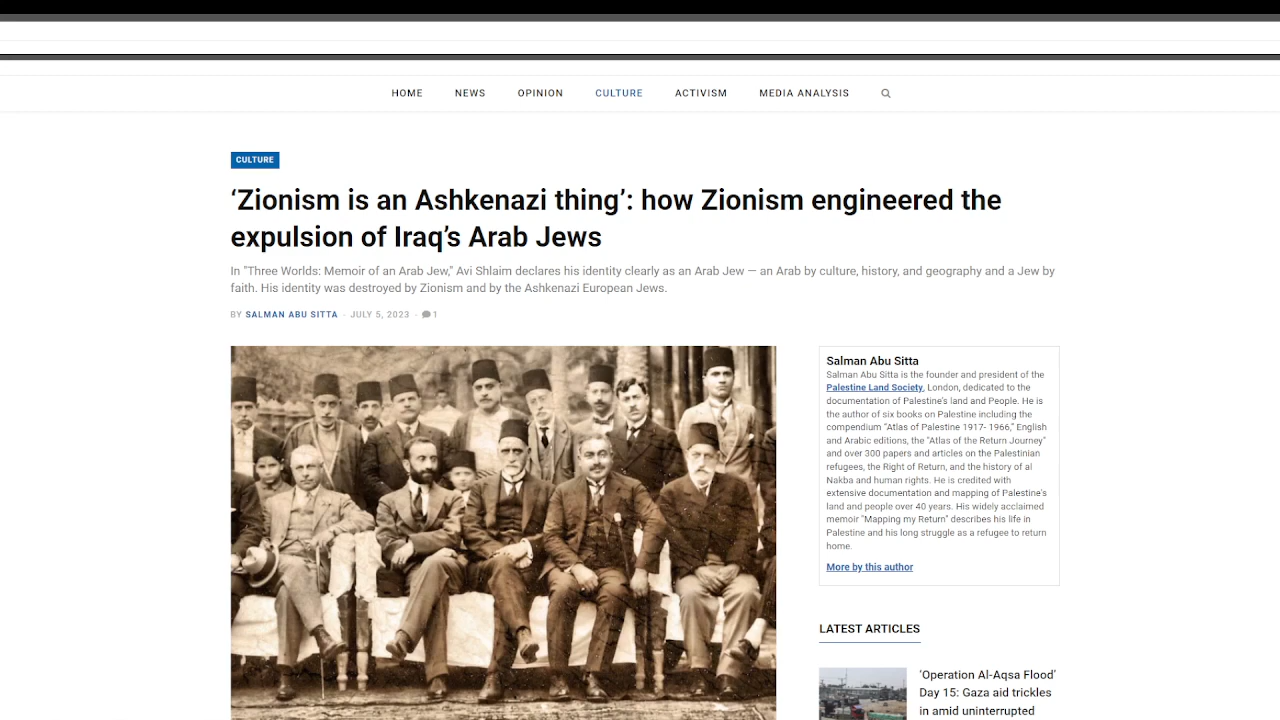 HOME NEWS OPINION CULTURE ACTIVISM MEDIA ANALYSIS
CULTURE
‘Zionism is an Ashkenazi thing’: how Zionism engineered the
expulsion of Iraq’s Arab Jews
In "Three Worlds: Memoir of an Arab Jew," Avi Shlaim declares his identity clearly as an Arab Jew — an Arab by culture, history, and geography and a Jew by
faith. His identity was destroyed by Zionism and by the Ashkenazi European Jews.
BY SALMAN ABU SITTA · JULY 5, 2023 · 1
Salman Abu Sitta
Salman Abu Sitta is the founder and president of the
Palestine Land Society, London, dedicated to the
documentation of Palestine's land and People. He is
the author of six books on Palestine including the
compendium "Atlas of Palestine 1917- 1966," English
and Arabic editions, the "Atlas of the Return Journey"
and over 300 papers and articles on the Palestinian
refugees, the Right of Return, and the history of al
Nakba and human rights. He is credited with
extensive documentation and mapping of Palestine's
land and people over 40 years. His widely acclaimed
memoir "Mapping my Return" describes his life in
Palestine and his long struggle as a refugee to return
home.
More by this author
LATEST ARTICLES
‘Operation Al-Aqsa Flood’
Day 15: Gaza aid trickles
in amid uninterrupted